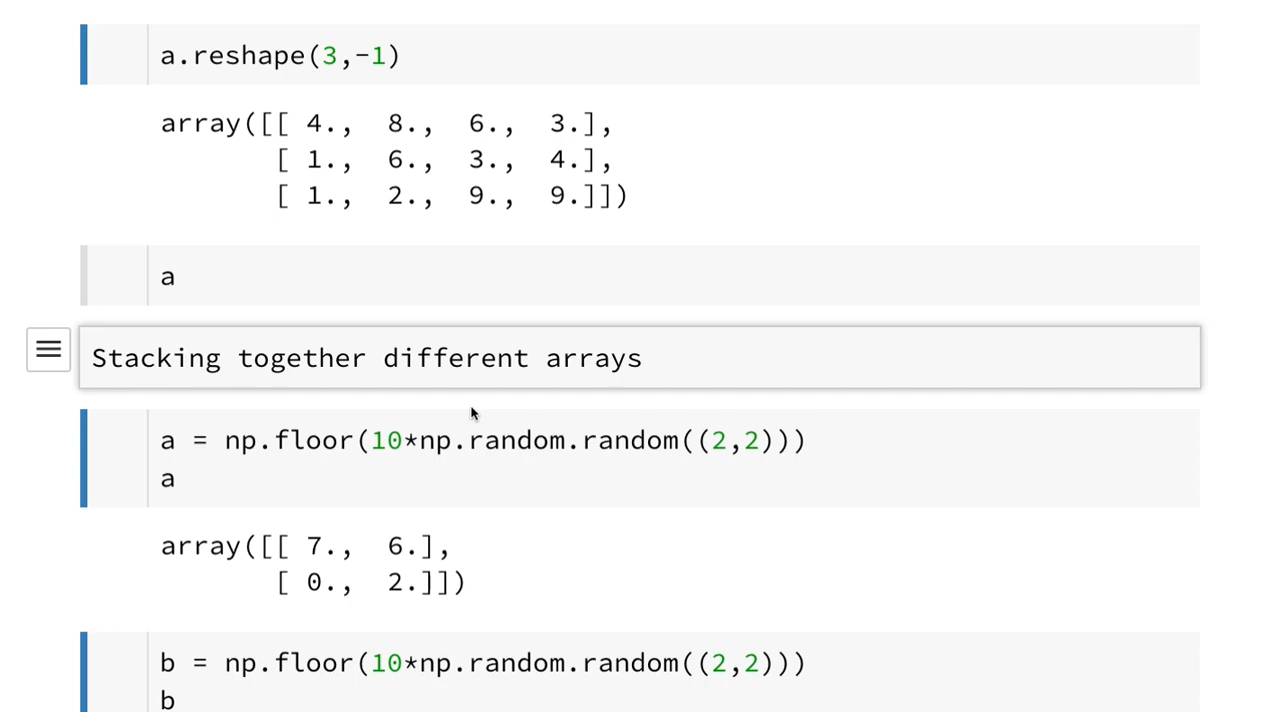 a.reshape(3,-1)
array([[ 4., 8., 6., 3.],
[ 1., 6., 3., 4.],
[ 1., 2., 9., 9.]])
a
Stacking together different arrays
a = np.floor(10*np.random.random((2,2)))
a
array([[ 7., 6.],
[ 0., 2.]])
b = np.floor(10*np.random.random((2,2)))
b